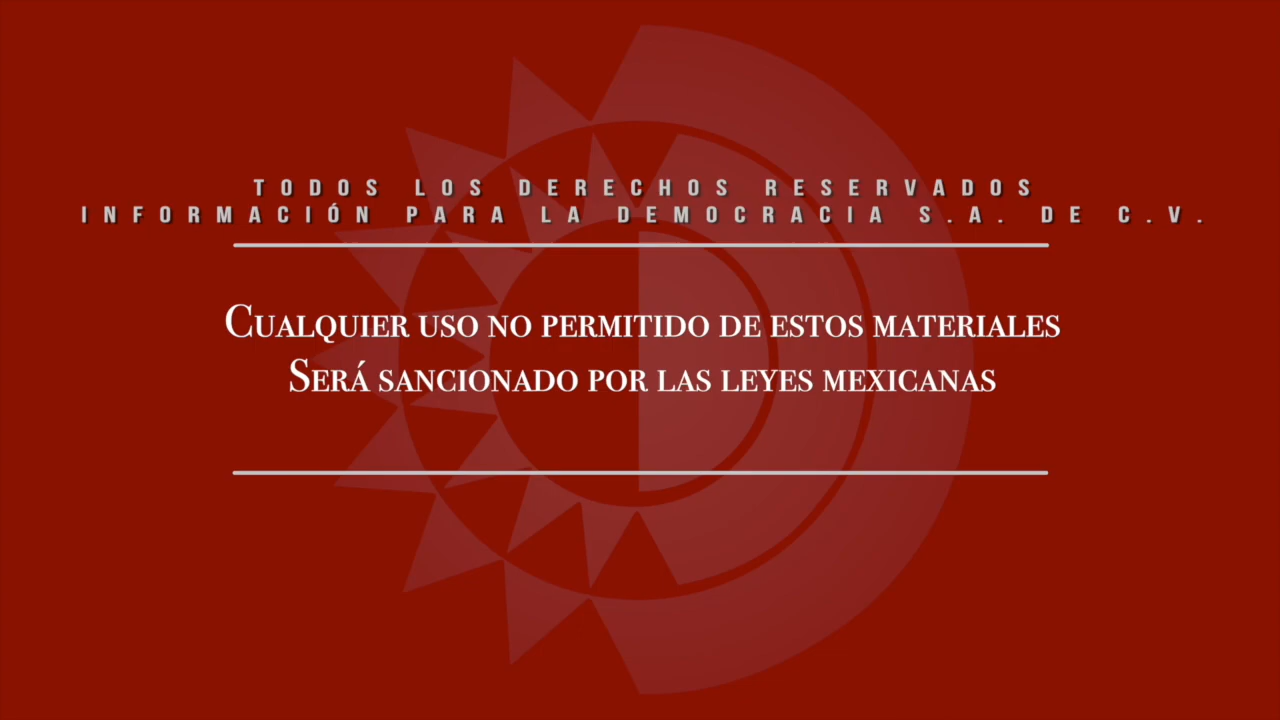 TODOS LOS DERECHOS RESERVADOS
INFORMACIÓN PARA LA DEMOCRACIA S.A. DE C.V.
CUALQUIER USO NO PERMITIDO DE ESTOS MATERIALES
SERÁ SANCIONADO POR LAS LEYES MEXICANAS